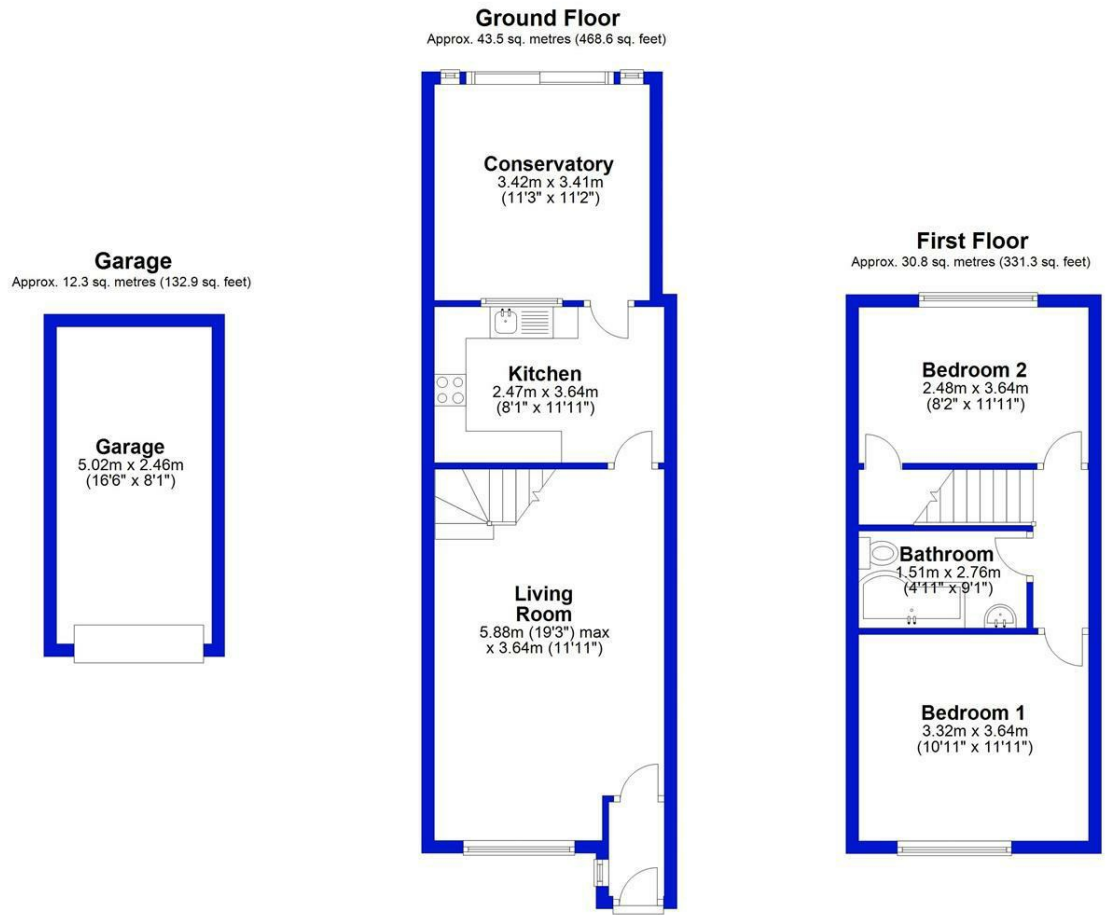 Ground Floor
Approx. 43.5 sq. metres (468.6 sq. feet)
Conservatory
3.42m x 3.41m
(11'3" x 11'2")
Kitchen
2.47m x 3.64m
(8'1" x 11'11")
Living
Room
5.88m (19'3") max
x 3.64m (11'11")
Garage
Approx. 12.3 sq. metres (132.9 sq. feet)
Garage
5.02m x 2.46m
(16'6" x 8'1")
First Floor
Approx. 30.8 sq. metres (331.3 sq. feet)
Bedroom 2
2.48m x 3.64m
(8'2" x 11'11")
Bathroom
1.51m x 2.76m
(4'11" x 9'1")
Bedroom 1
3.32m x 3.64m
(10'11" x 11'11")